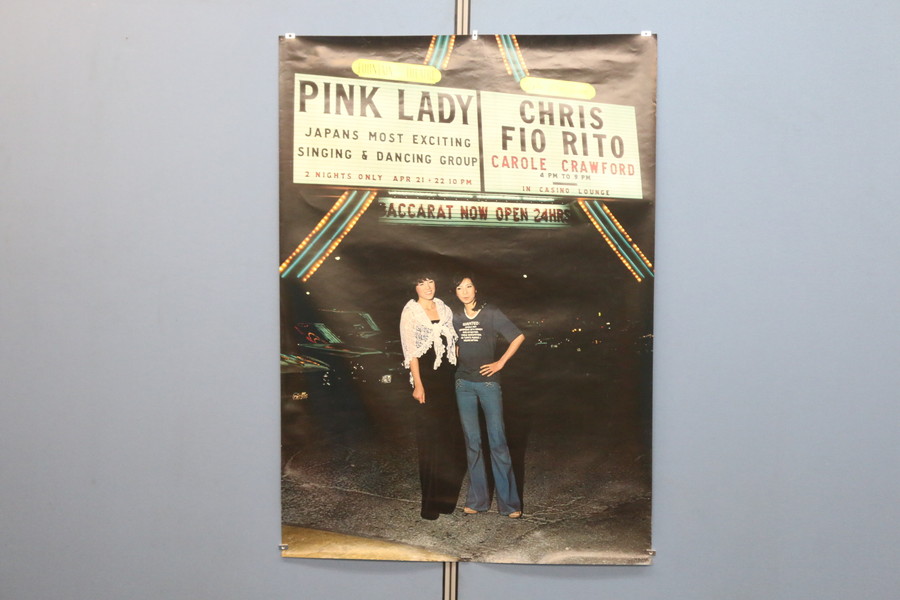 PINK LADY
JAPANS MOST EXCITING
SINGING & DANCING GROUP
2 NIGHTS ONLY APR 21 & 22 10 PM
CHRIS
FIO RITO
CAROLE CRAWFORD
4 PM TO 9 PM
IN CASINO LOUNGE
BACCARAT NOW OPEN 24HRS